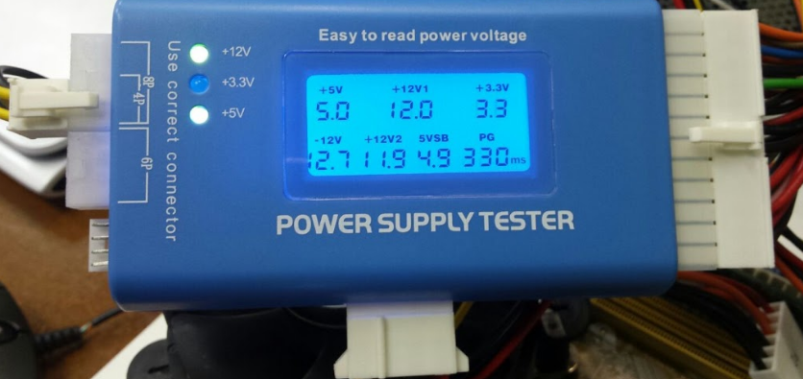 Easy to read power voltage
+12V
+3.3V
+5V
Use correct connector
8P
4P
6P
+5V +12V1 +3.3V
5.0 12.0 3.3
-12V +12V2 5VSB PG
12.7 11.9 4.9 330ms
POWER SUPPLY TESTER